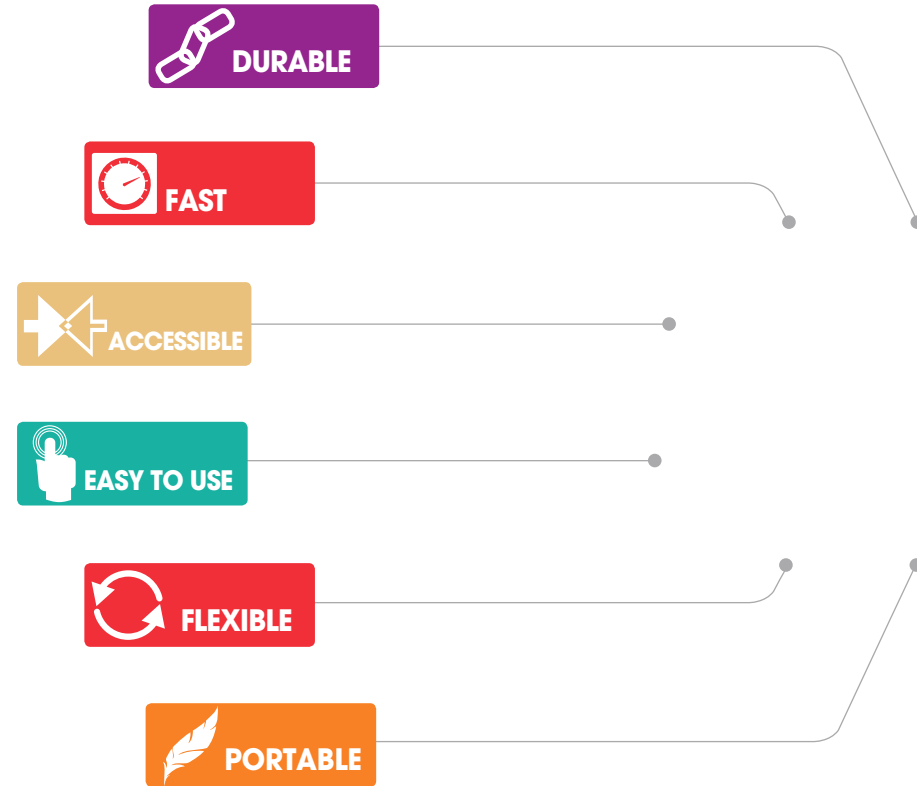 DURABLE
FAST
ACCESSIBLE
EASY TO USE
FLEXIBLE
PORTABLE